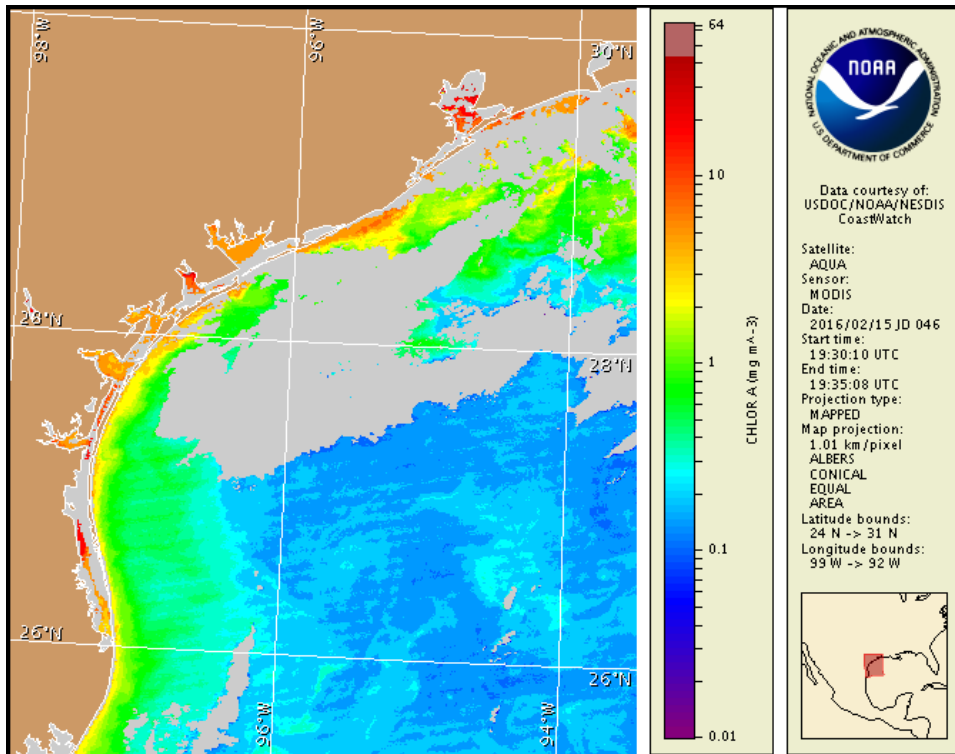 98°W
96°W
30°N
28°N
28°N
26°N
26°N
96°W
94°W
64
10
1
0.1
0.01
CHLOR A (mg m^-3)
NATIONAL OCEANIC AND ATMOSPHERIC ADMINISTRATION
NOAA
U.S. DEPARTMENT OF COMMERCE
Data courtesy of:
USDOC/NOAA/NESDIS
CoastWatch
Satellite:
AQUA
Sensor:
MODIS
Date:
2016/02/15 JD 046
Start time:
19:30:10 UTC
End time:
19:35:08 UTC
Projection type:
MAPPED
Map projection:
1.01 km/pixel
ALBERS
CONICAL
EQUAL
AREA
Latitude bounds:
24 N -> 31 N
Longitude bounds:
99 W -> 92 W